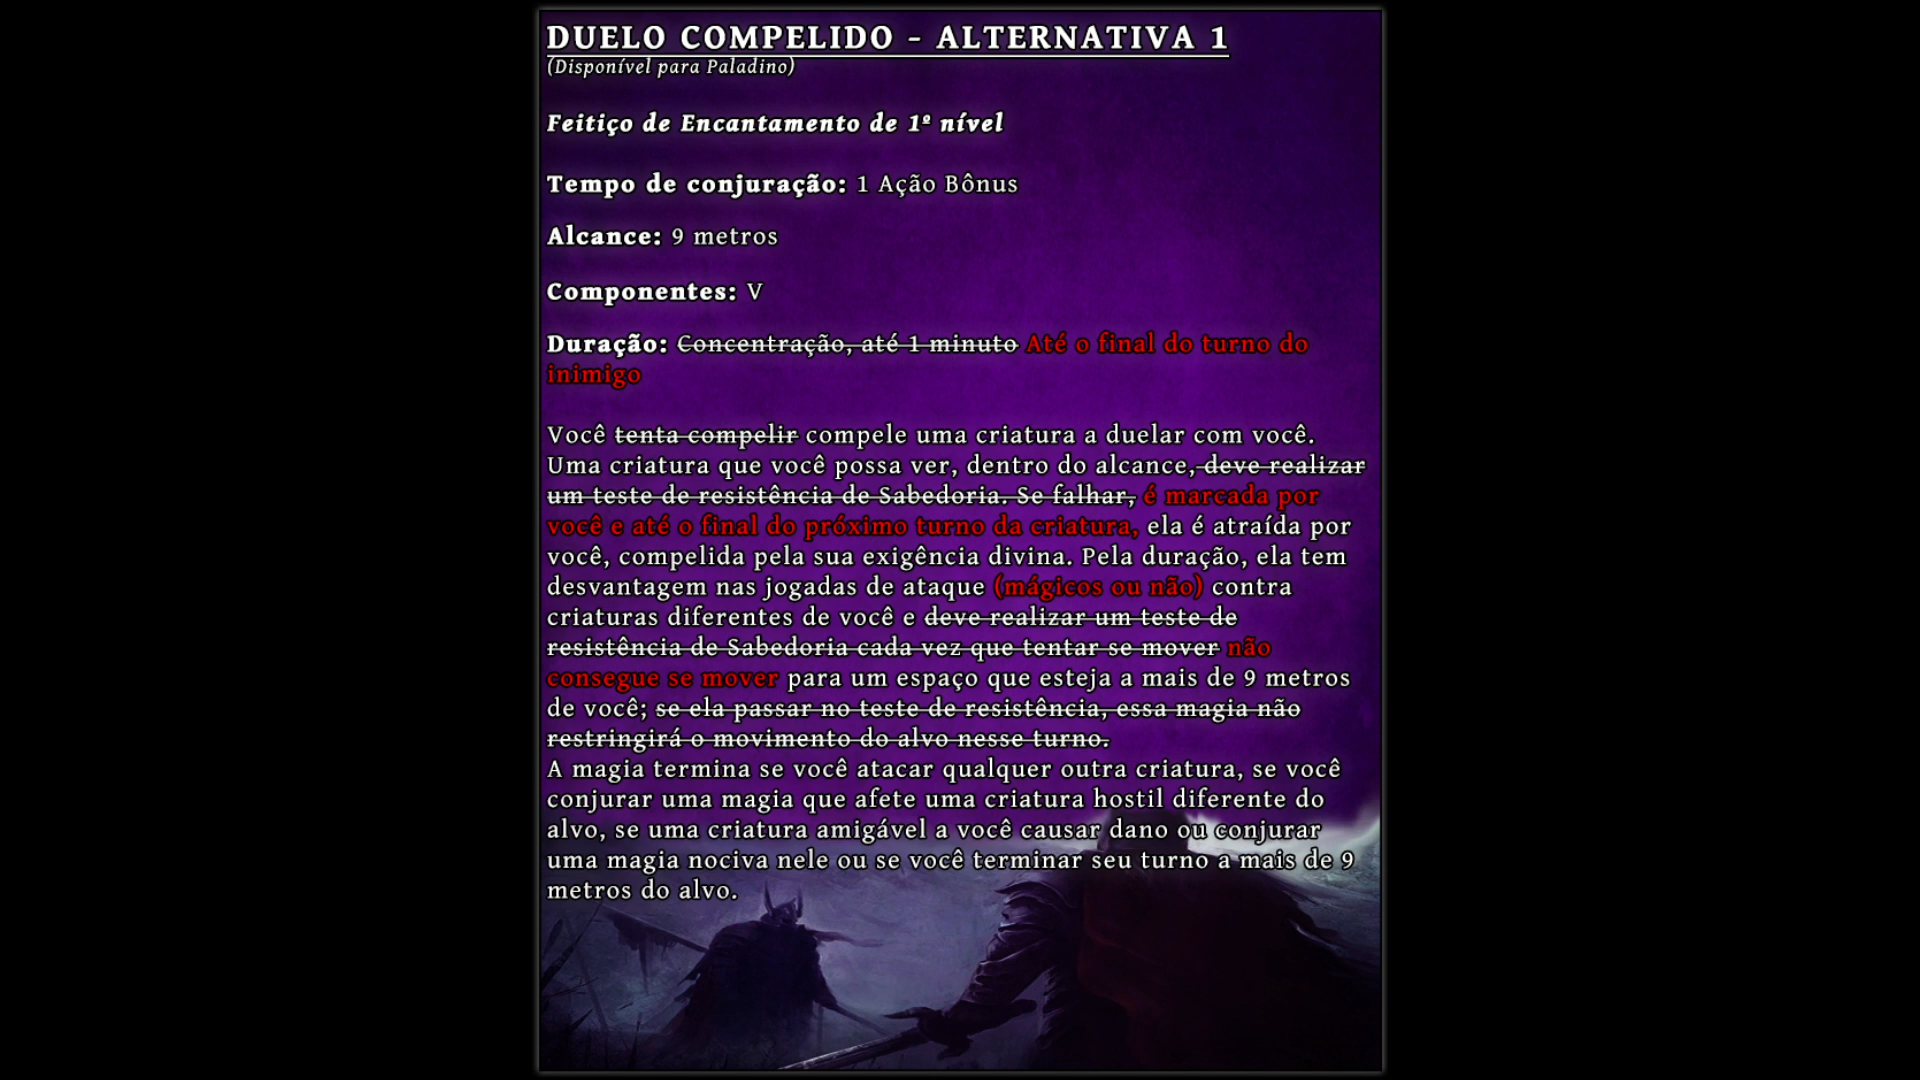 DUELO COMPELIDO - ALTERNATIVA 1
(Disponível para Paladino)
Feitiço de Encantamento de 1º nível
Tempo de conjuração: 1 Ação Bônus
Alcance: 9 metros
Componentes: V
Duração: Concentração, até 1 minuto Até o final do turno do
inimigo
Você tenta compelir compele uma criatura a duelar com você.
Uma criatura que você possa ver, dentro do alcance, deve realizar
um teste de resistência de Sabedoria. Se falhar, é marcada por
você e até o final do próximo turno da criatura, ela é atraída por
você, compelida pela sua exigência divina. Pela duração, ela tem
desvantagem nas jogadas de ataque (mágicos ou não) contra
criaturas diferentes de você e deve realizar um teste de
resistência de Sabedoria cada vez que tentar se mover não
consegue se mover para um espaço que esteja a mais de 9 metros
de você; se ela passar no teste de resistência, essa magia não
restringirá o movimento do alvo nesse turno.
A magia termina se você atacar qualquer outra criatura, se você
conjurar uma magia que afete uma criatura hostil diferente do
alvo, se uma criatura amigável a você causar dano ou conjurar
uma magia nociva nele ou se você terminar seu turno a mais de 9
metros do alvo.